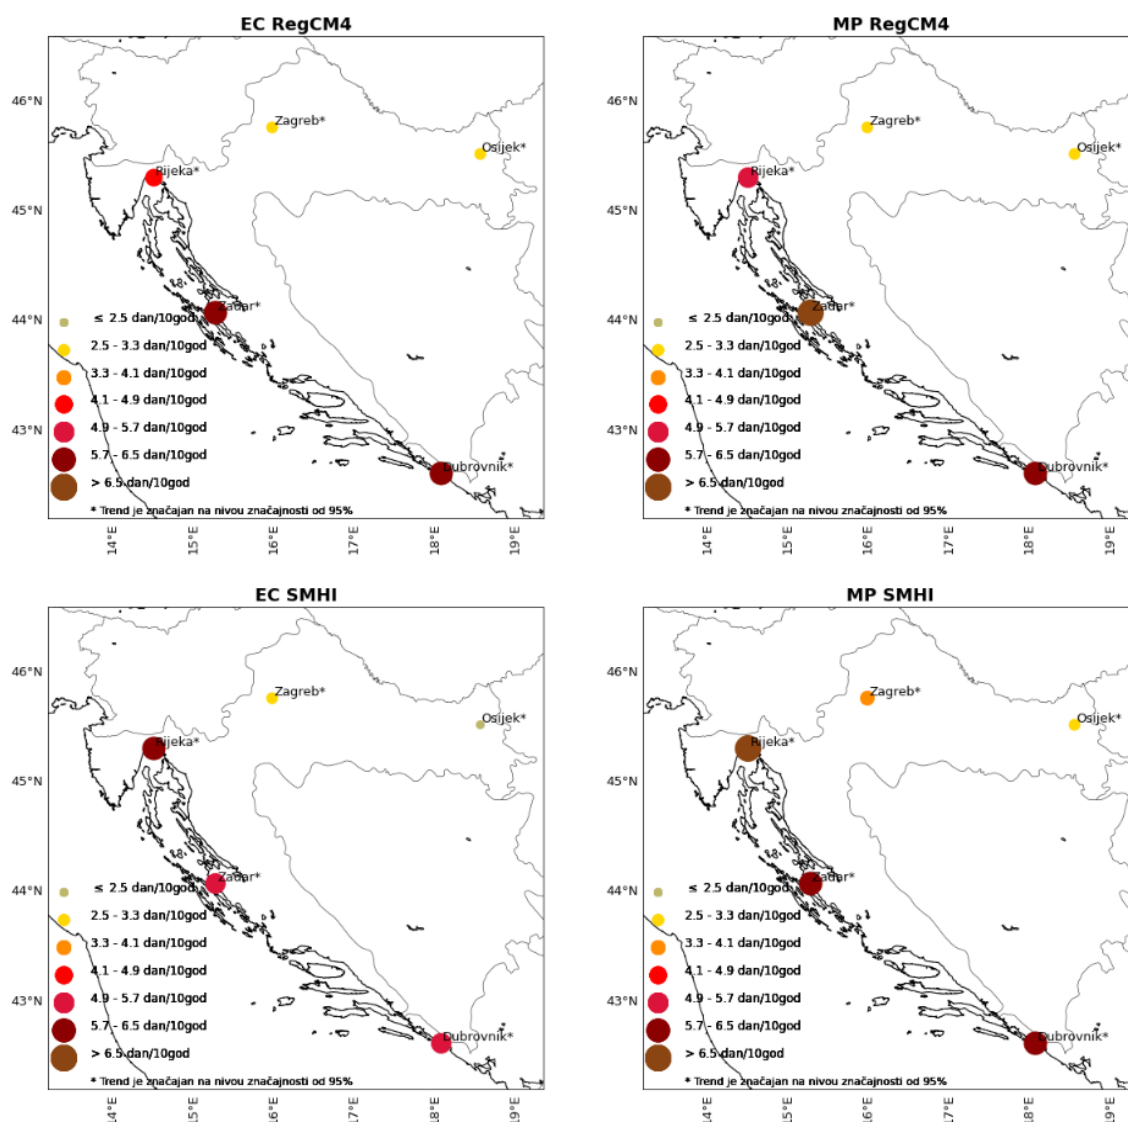 EC RegCM4
46°N
45°N
44°N
43°N
Zagreb*
Osijek*
Rijeka*
Zadar*
Dubrovnik*
≤ 2.5 dan/10god
2.5 - 3.3 dan/10god
3.3 - 4.1 dan/10god
4.1 - 4.9 dan/10god
4.9 - 5.7 dan/10god
5.7 - 6.5 dan/10god
> 6.5 dan/10god
* Trend je značajan na nivou značajnosti od 95%
14°E
15°E
16°E
17°E
18°E
19°E
MP RegCM4
46°N
45°N
44°N
43°N
Zagreb*
Osijek*
Rijeka*
Zadar*
Dubrovnik*
≤ 2.5 dan/10god
2.5 - 3.3 dan/10god
3.3 - 4.1 dan/10god
4.1 - 4.9 dan/10god
4.9 - 5.7 dan/10god
5.7 - 6.5 dan/10god
> 6.5 dan/10god
* Trend je značajan na nivou značajnosti od 95%
14°E
15°E
16°E
17°E
18°E
19°E
EC SMHI
46°N
45°N
44°N
43°N
Zagreb*
Osijek*
Rijeka*
Zadar*
Dubrovnik*
≤ 2.5 dan/10god
2.5 - 3.3 dan/10god
3.3 - 4.1 dan/10god
4.1 - 4.9 dan/10god
4.9 - 5.7 dan/10god
5.7 - 6.5 dan/10god
> 6.5 dan/10god
* Trend je značajan na nivou značajnosti od 95%
14°E
15°E
16°E
17°E
18°E
19°E
MP SMHI
46°N
45°N
44°N
43°N
Zagreb*
Osijek*
Rijeka*
Zadar*
Dubrovnik*
≤ 2.5 dan/10god
2.5 - 3.3 dan/10god
3.3 - 4.1 dan/10god
4.1 - 4.9 dan/10god
4.9 - 5.7 dan/10god
5.7 - 6.5 dan/10god
> 6.5 dan/10god
* Trend je značajan na nivou značajnosti od 95%
14°E
15°E
16°E
17°E
18°E
19°E